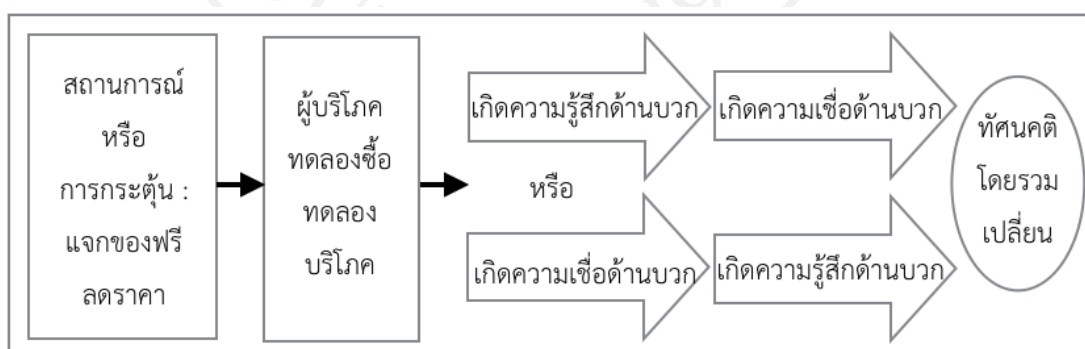 สถานการณ์
หรือ
การกระตุ้น :
แจกของฟรี
ลดราคา
ผู้บริโภค
ทดลองซื้อ
ทดลอง
บริโภค
เกิดความรู้สึกด้านบวก
เกิดความเชื่อด้านบวก
หรือ
เกิดความเชื่อด้านบวก
เกิดความรู้สึกด้านบวก
ทัศนคติ
โดยรวม
เปลี่ยน